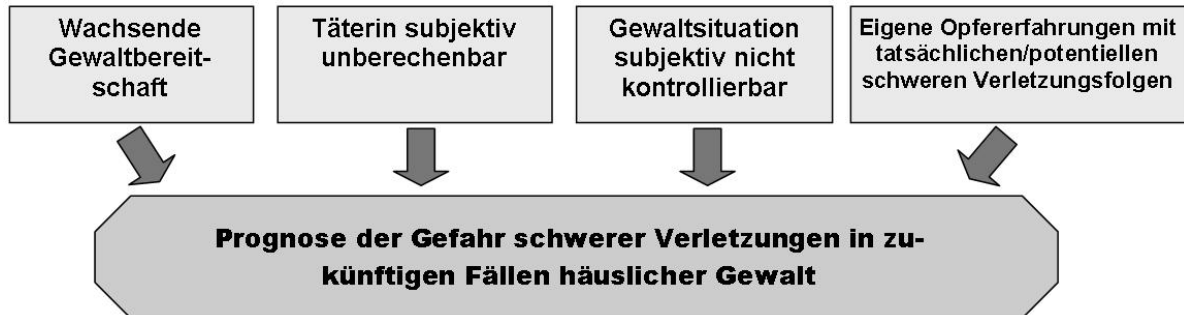 Wachsende
Gewaltbereit-
schaft
Täterin subjektiv
unberechenbar
Gewaltsituation
subjektiv nicht
kontrollierbar
Eigene Opfererfahrungen mit
tatsächlichen/potentiellen
schweren Verletzungsfolgen
Prognose der Gefahr schwerer Verletzungen in zu-
künftigen Fällen häuslicher Gewalt